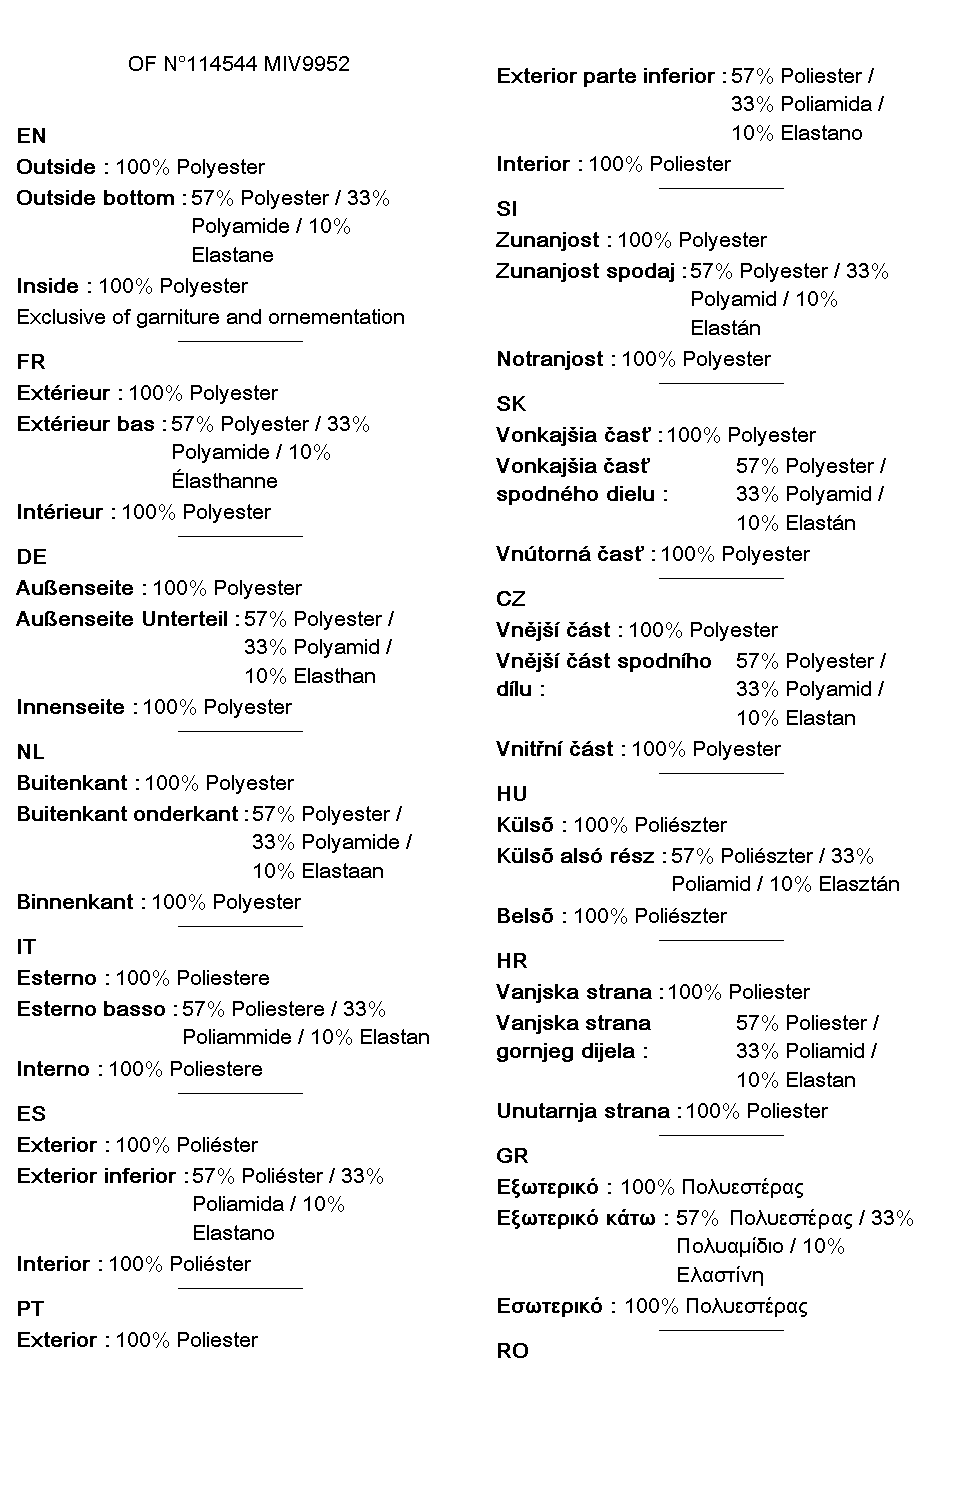 OF N°114544 MIV9952
EN
Outside : 100% Polyester
Outside bottom : 57% Polyester / 33%
Polyamide / 10%
Elastane
Inside : 100% Polyester
Exclusive of garniture and ornementation
FR
Extérieur : 100% Polyester
Extérieur bas : 57% Polyester / 33%
Polyamide / 10%
Élasthanne
Intérieur : 100% Polyester
DE
Außenseite : 100% Polyester
Außenseite Unterteil : 57% Polyester /
33% Polyamid /
10% Elasthan
Innenseite : 100% Polyester
NL
Buitenkant : 100% Polyester
Buitenkant onderkant : 57% Polyester /
33% Polyamide /
10% Elastaan
Binnenkant : 100% Polyester
IT
Esterno : 100% Poliestere
Esterno basso : 57% Poliestere / 33%
Poliammide / 10% Elastan
Interno : 100% Poliestere
ES
Exterior : 100% Poliéster
Exterior inferior : 57% Poliéster / 33%
Poliamida / 10%
Elastano
Interior : 100% Poliéster
PT
Exterior : 100% Poliester
Exterior parte inferior : 57% Poliester /
33% Poliamida /
10% Elastano
Interior : 100% Poliester
SI
Zunanjost : 100% Polyester
Zunanjost spodaj : 57% Polyester / 33%
Polyamid / 10%
Elastán
Notranjost : 100% Polyester
SK
Vonkajšia časť : 100% Polyester
Vonkajšia časť 57% Polyester /
spodného dielu : 33% Polyamid /
10% Elastán
Vnútorná časť : 100% Polyester
CZ
Vnější část : 100% Polyester
Vnější část spodního 57% Polyester /
dílu : 33% Polyamid /
10% Elastan
Vnitřní část : 100% Polyester
HU
Külső : 100% Poliészter
Külső alsó rész : 57% Poliészter / 33%
Poliamid / 10% Elasztán
Belső : 100% Poliészter
HR
Vanjska strana : 100% Poliester
Vanjska strana 57% Poliester /
gornjeg dijela : 33% Poliamid /
10% Elastan
Unutarnja strana : 100% Poliester
GR
Εξωτερικό : 100% Πολυεστέρας
Εξωτερικό κάτω : 57% Πολυεστέρας / 33%
Πολυαμίδιο / 10%
Ελαστίνη
Εσωτερικό : 100% Πολυεστέρας
RO